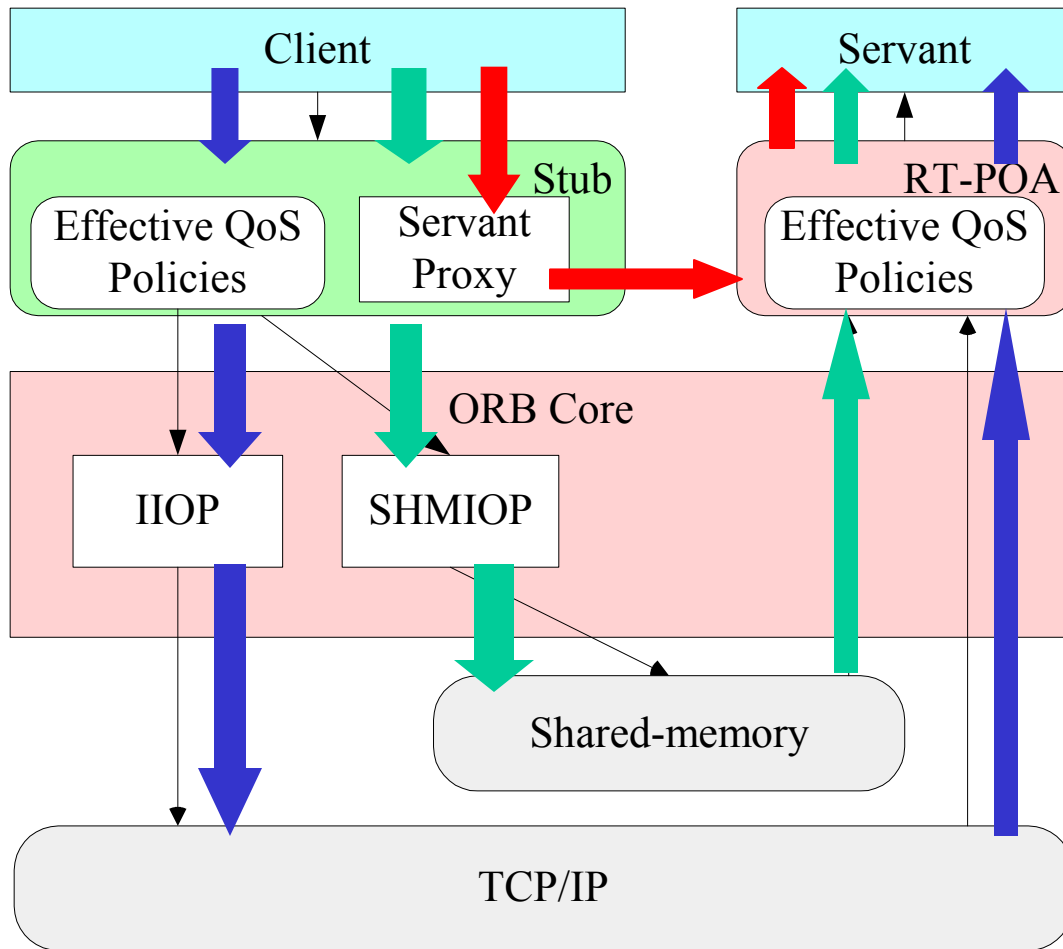 Client
Servant
Stub
Effective QoS
Policies
Servant
Proxy
RT-POA
Effective QoS
Policies
ORB Core
IIOP
SHMIOP
Shared-memory
TCP/IP